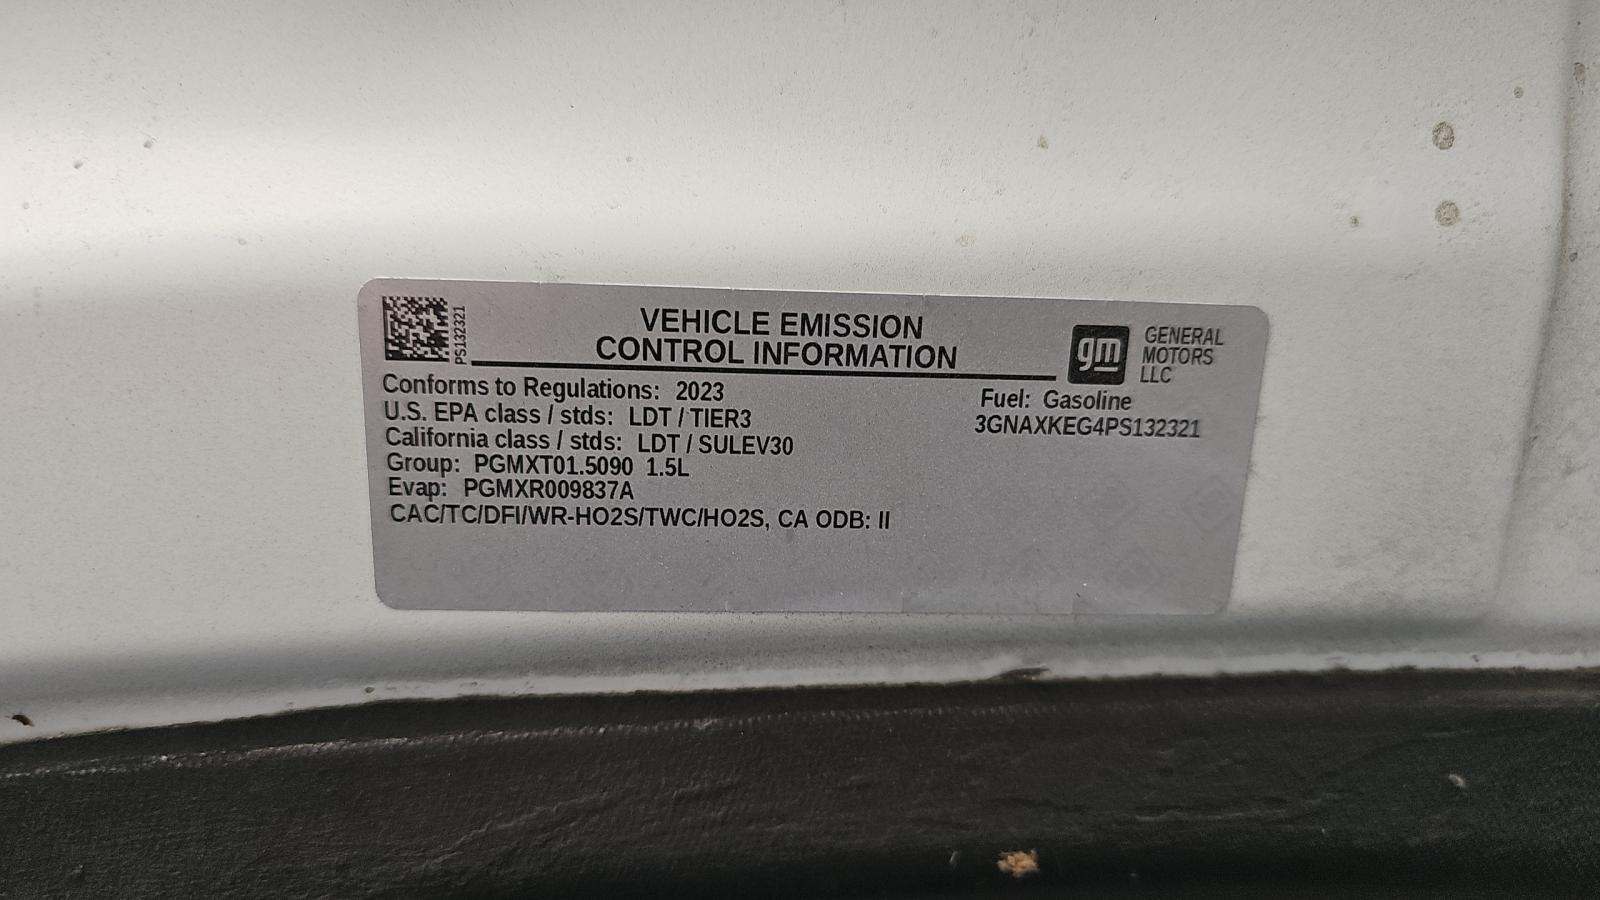 PS132321
VEHICLE EMISSION
CONTROL INFORMATION
gm
GENERAL
MOTORS
LLC
Conforms to Regulations: 2023
Fuel: Gasoline
U.S. EPA class / stds: LDT / TIER3
3GNAXKEG4PS132321
California class / stds: LDT / SULEV30
Group: PGMXT01.5090 1.5L
Evap: PGMXR009837A
CAC/TC/DFI/WR-HO2S/TWC/HO2S, CA ODB: II